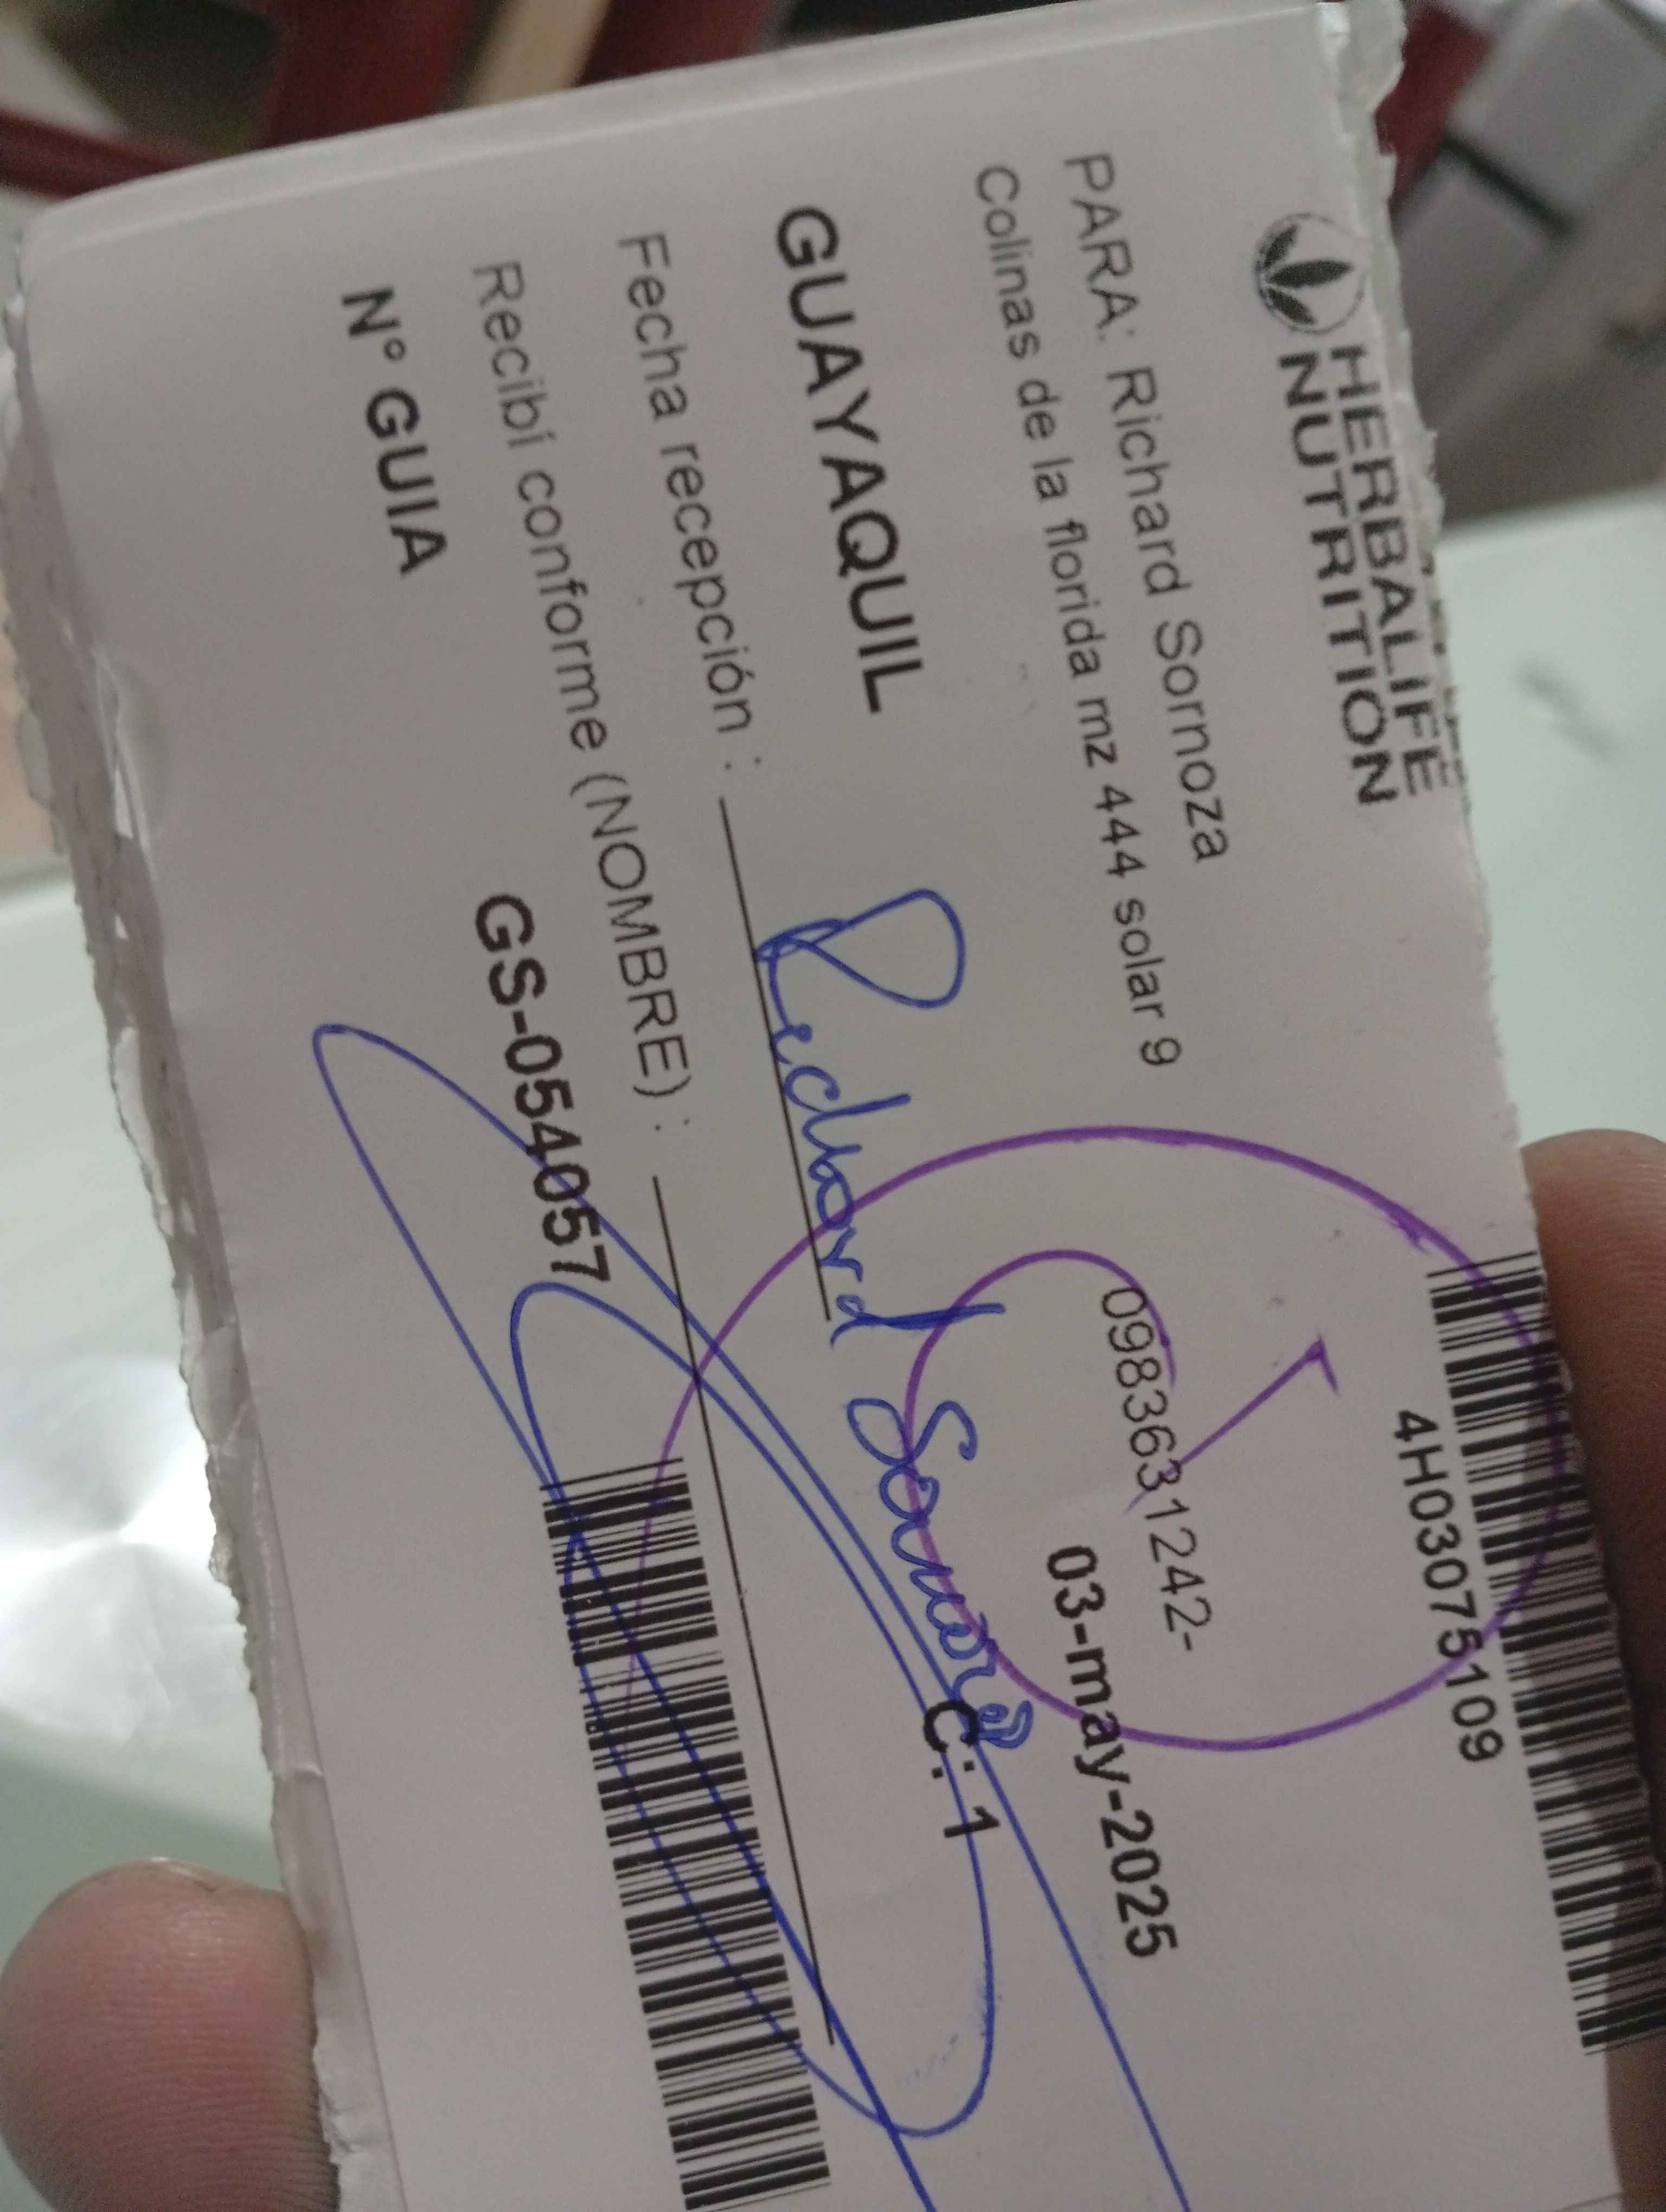 HERBALIFE
NUTRITION
4H03075109
PARA: Richard Sornoza
0983631242-
Colinas de la florida mz 444 solar 9
03-may-2025
GUAYAQUIL
C: 1
Fecha recepción :
Richard Sornoza
Recibí conforme (NOMBRE) :
Nº GUIA
GS-054057